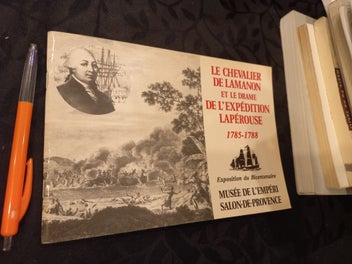 LE CHEVALIER
DE LAMANON
ET LE DRAME
DE L'EXPÉDITION
LAPÉROUSE
1785-1788
Exposition du Bicentenaire
MUSÉE DE L'EMPÉRI
SALON-DE-PROVENCE